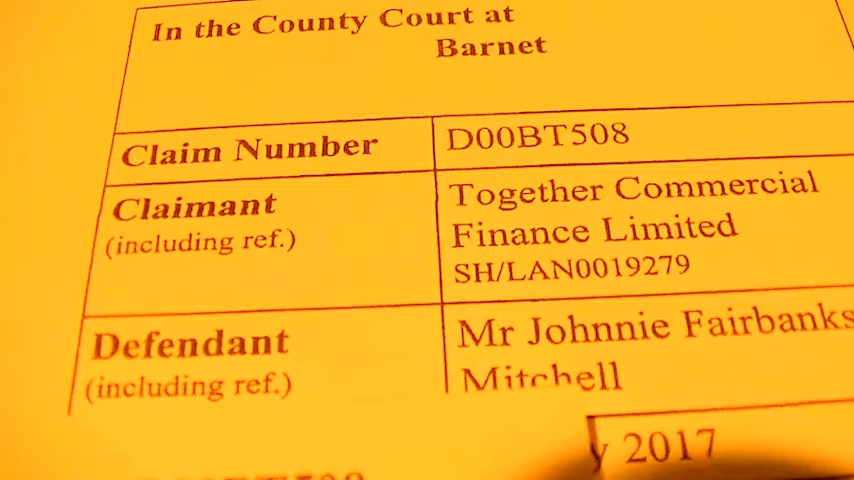 In the County Court at
Barnet
Claim Number
D00BT508
Claimant
(including ref.)
Together Commercial
Finance Limited
SH/LAN0019279
Defendant
(including ref.)
Mr Johnnie Fairbanks
Mitchell
y 2017